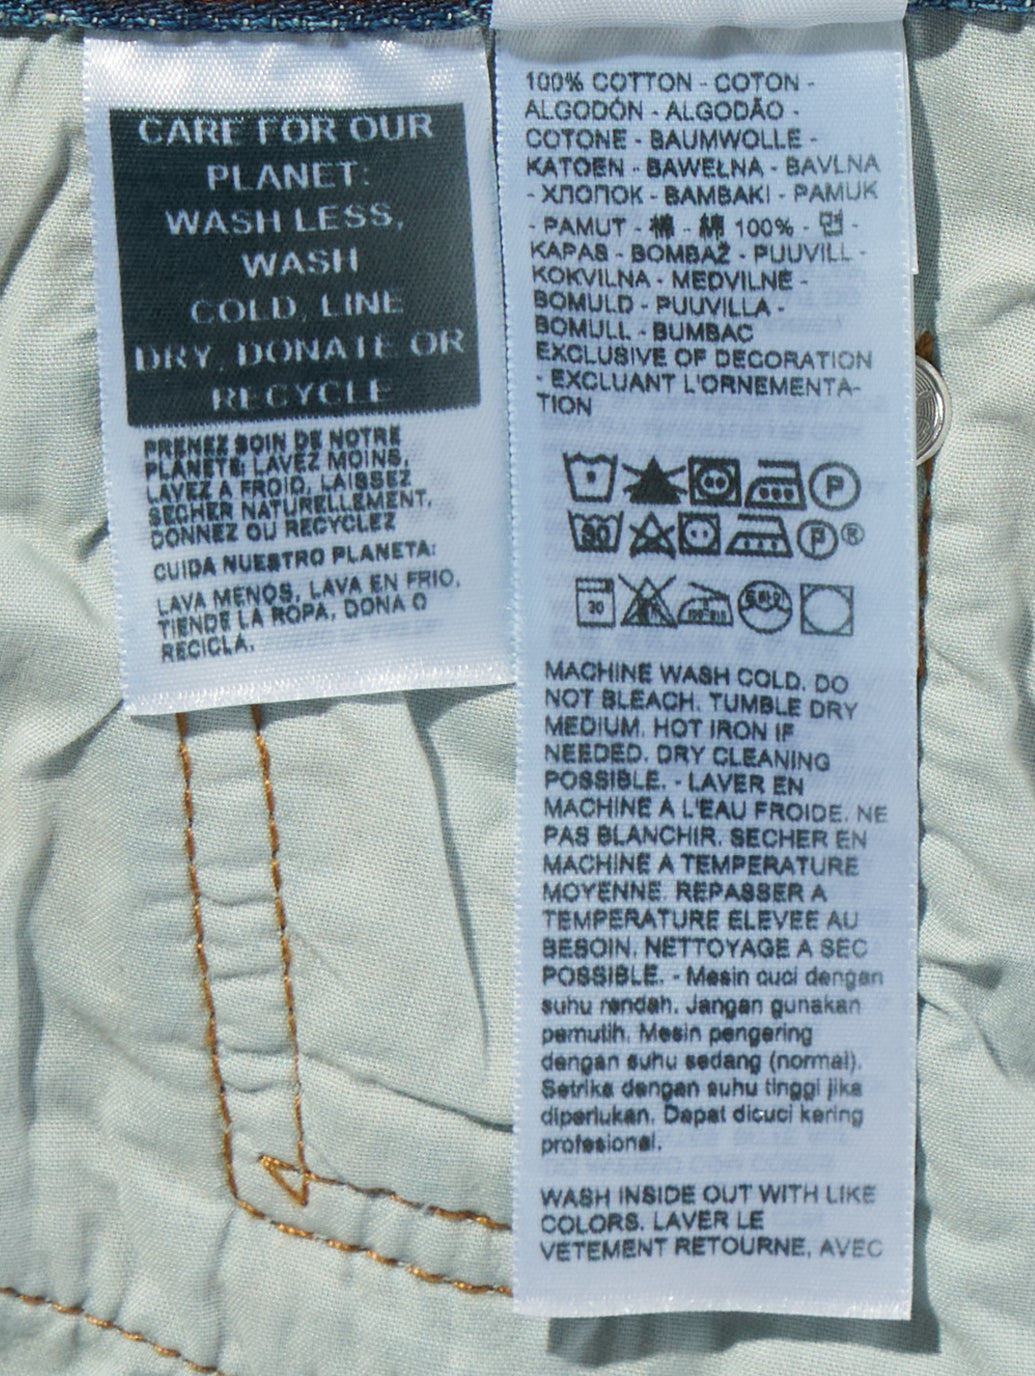 CARE FOR OUR
PLANET:
WASH LESS,
WASH
COLD, LINE
DRY, DONATE OR
RECYCLE
PRENEZ SOIN DE NOTRE
PLANETE: LAVEZ MOINS,
LAVEZ A FROID, LAISSEZ
SECHER NATURELLEMENT,
DONNEZ OU RECYCLEZ
CUIDA NUESTRO PLANETA:
LAVA MENOS, LAVA EN FRIO,
TIENDE LA ROPA, DONA O
RECICLA.
100% COTTON - COTON -
ALGODÓN - ALGODÃO -
COTONE - BAUMWOLLE -
KATOEN - BAWEŁNA - BAVLNA
- ХЛОПОК - BAMBAKI - PAMUK
- PAMUT - 棉 - 綿 100% - 면 -
KAPAS - BOMBAŽ - PUUVILL -
KOKVILNA - MEDVILNĖ -
BOMULD - PUUVILLA -
BOMULL - BUMBAC
EXCLUSIVE OF DECORATION
- EXCLUANT L'ORNEMENTA-
TION
P
30 P®
30
MACHINE WASH COLD. DO
NOT BLEACH. TUMBLE DRY
MEDIUM. HOT IRON IF
NEEDED. DRY CLEANING
POSSIBLE. - LAVER EN
MACHINE A L'EAU FROIDE. NE
PAS BLANCHIR. SECHER EN
MACHINE A TEMPERATURE
MOYENNE. REPASSER A
TEMPERATURE ELEVEE AU
BESOIN. NETTOYAGE A SEC
POSSIBLE. - Mesin cuci dengan
suhu rendah. Jangan gunakan
pemutih. Mesin pengering
dengan suhu sedang (normal).
Setrika dengan suhu tinggi jika
diperlukan. Dapat dicuci kering
profesional.
WASH INSIDE OUT WITH LIKE
COLORS. LAVER LE
VETEMENT RETOURNE, AVEC